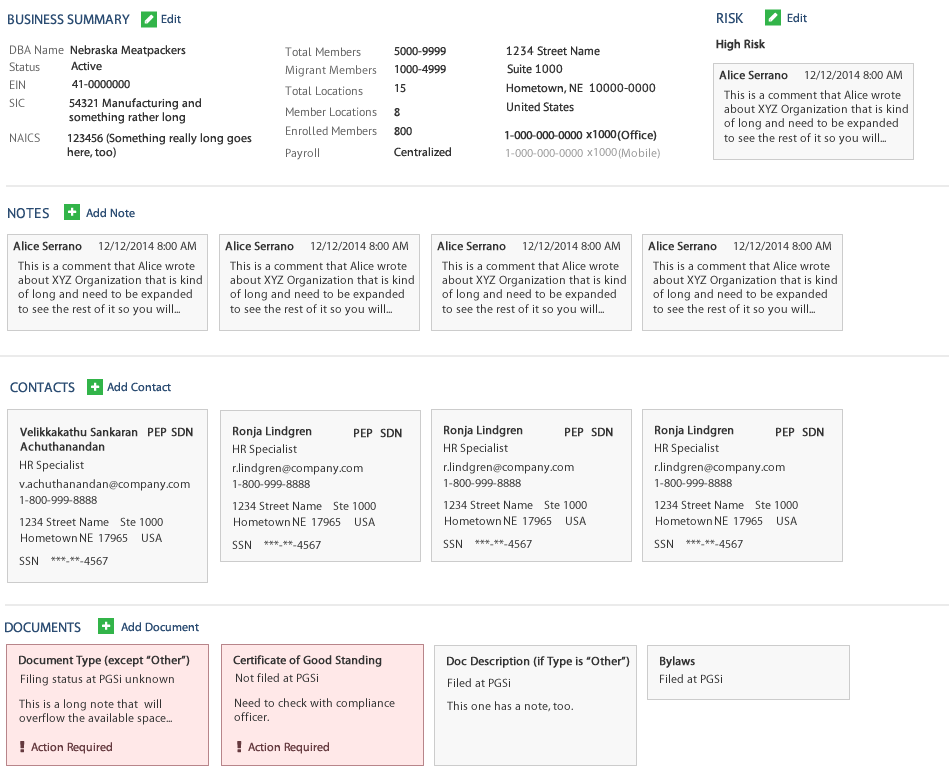 BUSINESS SUMMARY Edit
DBA Name Nebraska Meatpackers
Status Active
EIN 41-0000000
SIC 54321 Manufacturing and
something rather long
NAICS 123456 (Something really long goes
here, too)
Total Members 5000-9999
Migrant Members 1000-4999
Total Locations 15
Member Locations 8
Enrolled Members 800
Payroll Centralized
1234 Street Name
Suite 1000
Hometown, NE 10000-0000
United States
1-000-000-0000 x1000(Office)
1-000-000-0000 x1000(Mobile)
RISK Edit
High Risk
Alice Serrano 12/12/2014 8:00 AM
This is a comment that Alice wrote
about XYZ Organization that is kind
of long and need to be expanded
to see the rest of it so you will...
NOTES Add Note
Alice Serrano 12/12/2014 8:00 AM
This is a comment that Alice wrote
about XYZ Organization that is kind
of long and need to be expanded
to see the rest of it so you will...
Alice Serrano 12/12/2014 8:00 AM
This is a comment that Alice wrote
about XYZ Organization that is kind
of long and need to be expanded
to see the rest of it so you will...
Alice Serrano 12/12/2014 8:00 AM
This is a comment that Alice wrote
about XYZ Organization that is kind
of long and need to be expanded
to see the rest of it so you will...
Alice Serrano 12/12/2014 8:00 AM
This is a comment that Alice wrote
about XYZ Organization that is kind
of long and need to be expanded
to see the rest of it so you will...
CONTACTS Add Contact
Velikkakathu Sankaran PEP SDN
Achuthanandan
HR Specialist
v.achuthanandan@company.com
1-800-999-8888
1234 Street Name Ste 1000
Hometown NE 17965 USA
SSN ***-**-4567
Ronja Lindgren PEP SDN
HR Specialist
r.lindgren@company.com
1-800-999-8888
1234 Street Name Ste 1000
Hometown NE 17965 USA
SSN ***-**-4567
Ronja Lindgren PEP SDN
HR Specialist
r.lindgren@company.com
1-800-999-8888
1234 Street Name Ste 1000
Hometown NE 17965 USA
SSN ***-**-4567
Ronja Lindgren PEP SDN
HR Specialist
r.lindgren@company.com
1-800-999-8888
1234 Street Name Ste 1000
Hometown NE 17965 USA
SSN ***-**-4567
DOCUMENTS Add Document
Document Type (except “Other”)
Filing status at PGSi unknown
This is a long note that will
overflow the available space...
! Action Required
Certificate of Good Standing
Not filed at PGSi
Need to check with compliance
officer.
! Action Required
Doc Description (if Type is “Other”)
Filed at PGSi
This one has a note, too.
Bylaws
Filed at PGSi